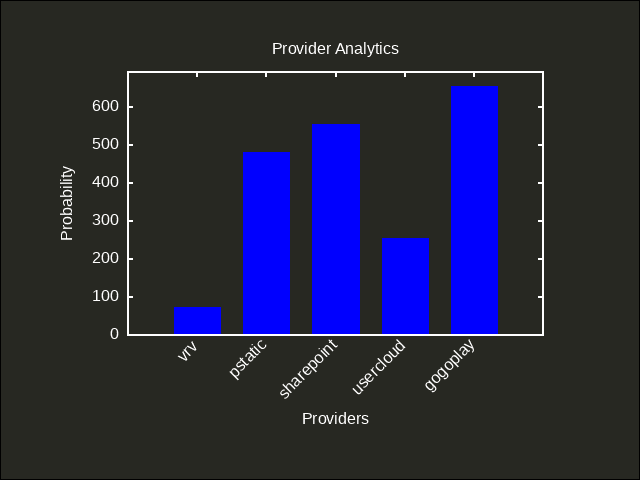 Provider Analytics
Probability
600
500
400
300
200
100
0
vrv
pstatic
sharepoint
usercloud
gogoplay
Providers